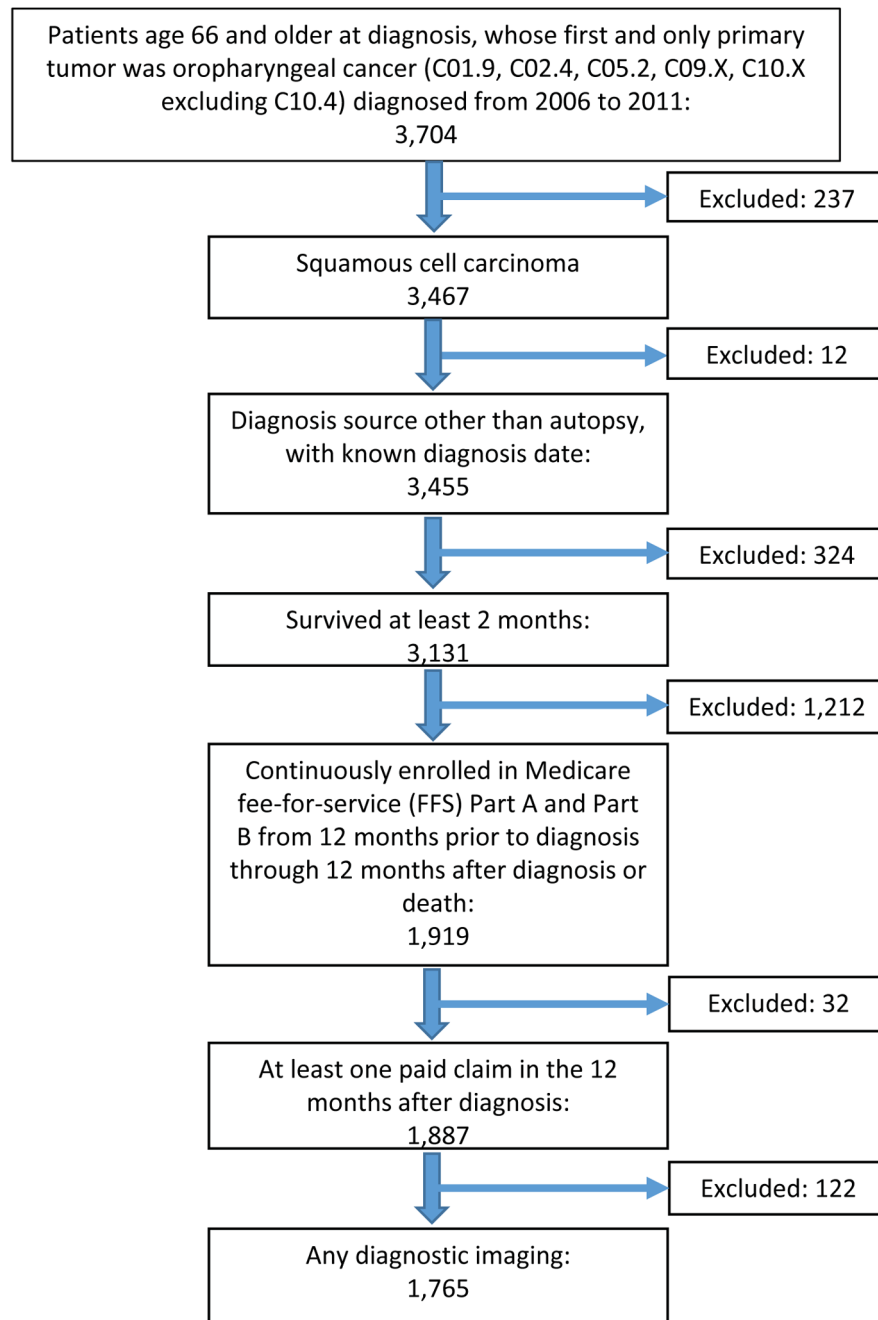 Patients age 66 and older at diagnosis, whose first and only primary
tumor was oropharyngeal cancer (C01.9, C02.4, C05.2, C09.X, C10.X
excluding C10.4) diagnosed from 2006 to 2011:
3,704
Excluded: 237
Squamous cell carcinoma
3,467
Excluded: 12
Diagnosis source other than autopsy,
with known diagnosis date:
3,455
Excluded: 324
Survived at least 2 months:
3,131
Excluded: 1,212
Continuously enrolled in Medicare
fee-for-service (FFS) Part A and Part
B from 12 months prior to diagnosis
through 12 months after diagnosis or
death:
1,919
Excluded: 32
At least one paid claim in the 12
months after diagnosis:
1,887
Excluded: 122
Any diagnostic imaging:
1,765